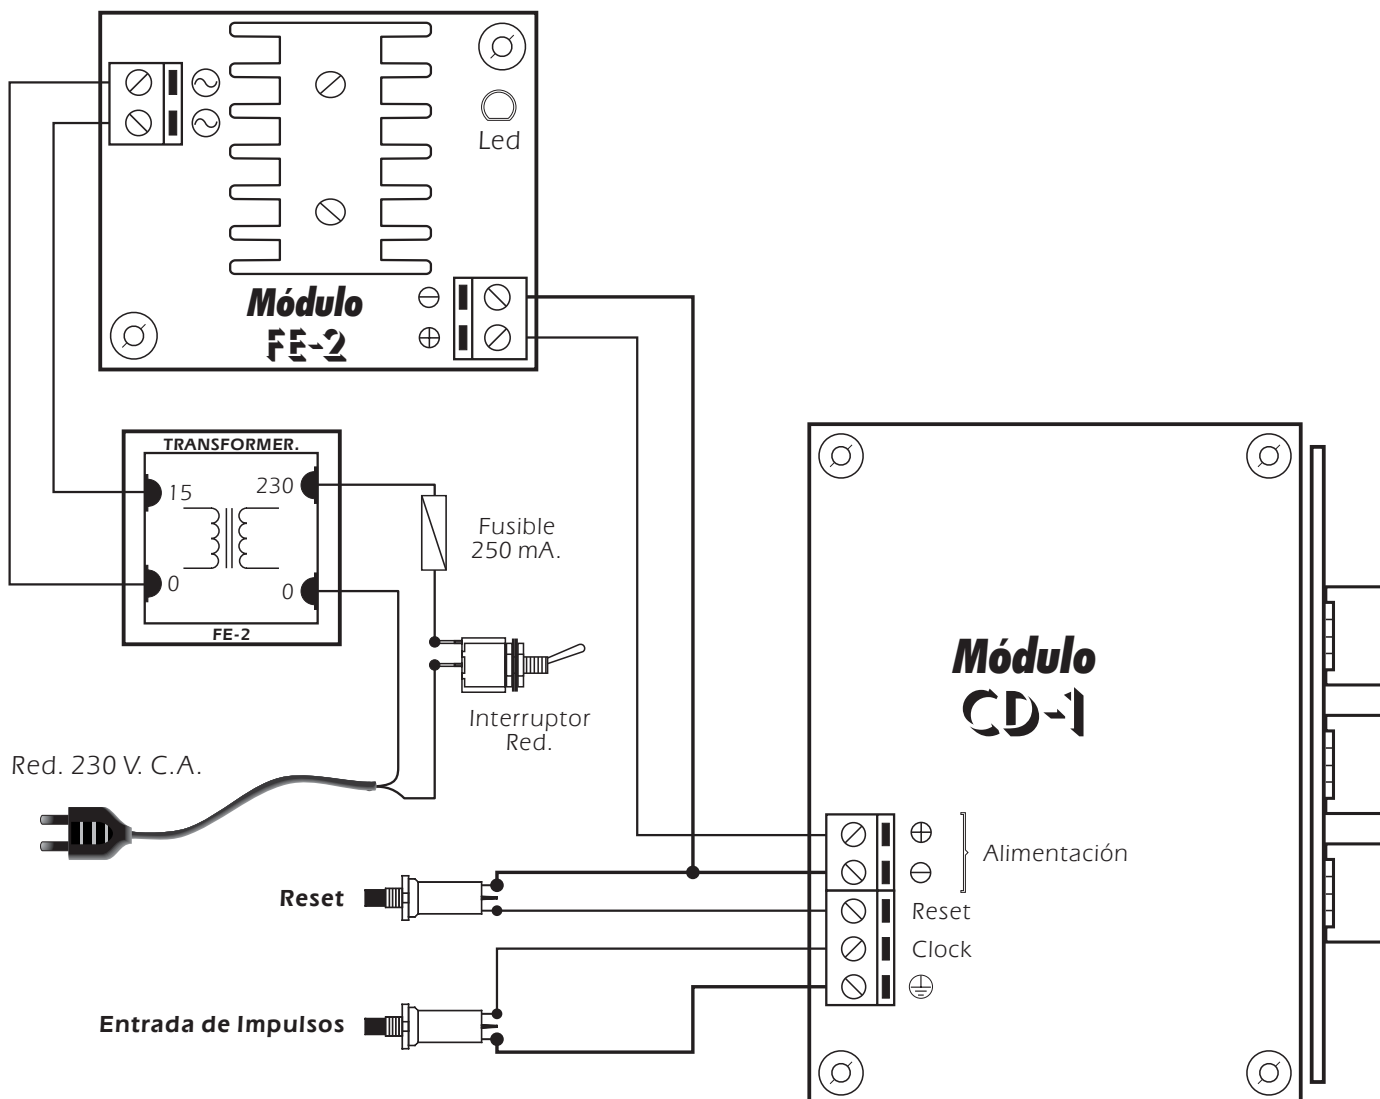 Led
Módulo
FE-2
TRANSFORMER.
15
230
0
0
FE-2
Fusible
250 mA.
Interruptor
Red.
Red. 230 V. C.A.
Módulo
CD-1
Alimentación
Reset
Reset
Clock
Entrada de Impulsos